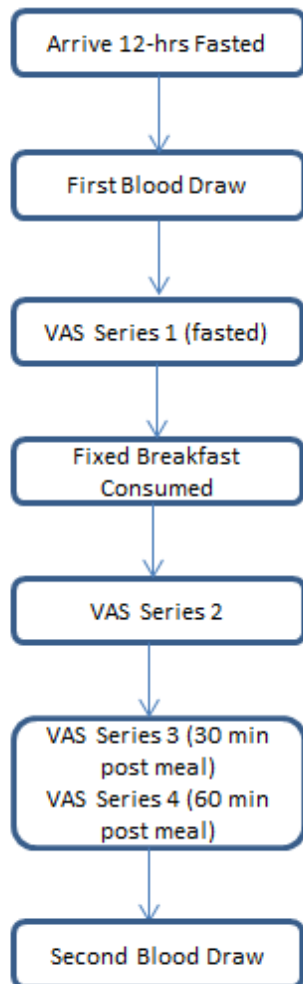 Arrive 12-hrs Fasted
First Blood Draw
VAS Series 1 (fasted)
Fixed Breakfast
Consumed
VAS Series 2
VAS Series 3 (30 min
post meal)
VAS Series 4 (60 min
post meal)
Second Blood Draw